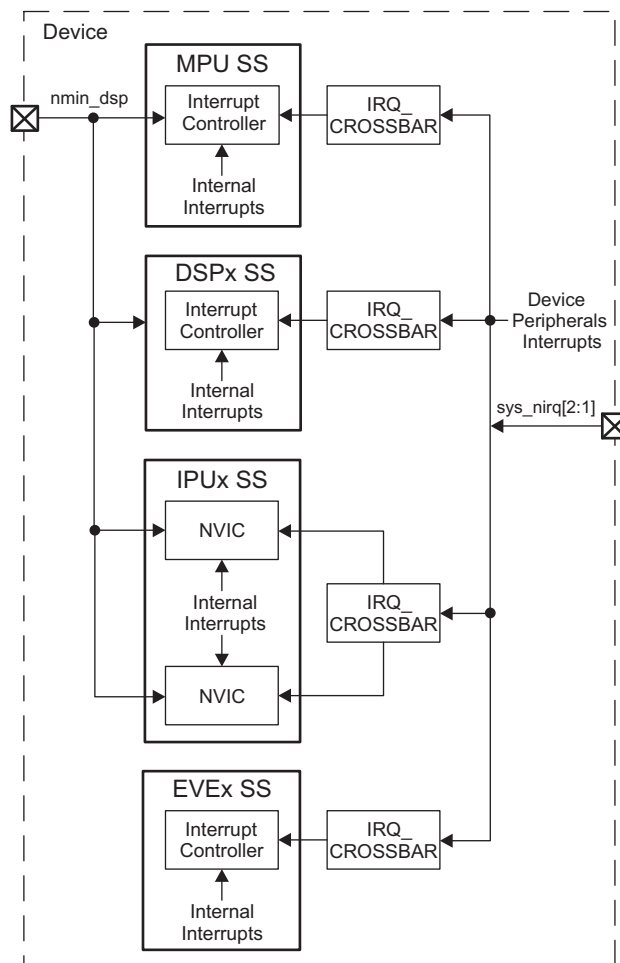 Device
MPU SS
nmin_dsp
Interrupt
Controller
IRQ_
CROSSBAR
Internal
Interrupts
DSPx SS
Interrupt
Controller
IRQ_
CROSSBAR
Device
Peripherals
Interrupts
Internal
Interrupts
sys_nirq[2:1]
IPUx SS
NVIC
Internal
Interrupts
IRQ_
CROSSBAR
NVIC
EVEx SS
Interrupt
Controller
IRQ_
CROSSBAR
Internal
Interrupts